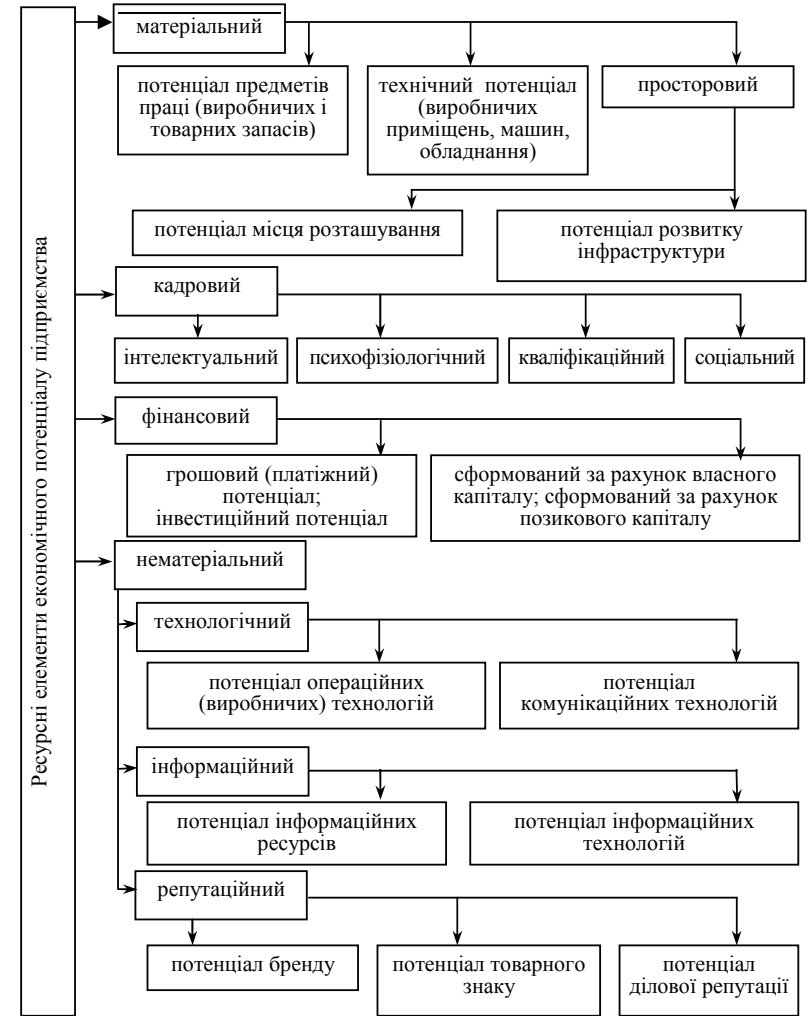 Ресурсні елементи економічного потенціалу підприємства
матеріальний
потенціал предметів
праці (виробничих і
товарних запасів)
технічний потенціал
(виробничих
приміщень, машин,
обладнання)
просторовий
потенціал місця розташування
потенціал розвитку
інфраструктури
кадровий
інтелектуальний
психофізіологічний
кваліфікаційний
соціальний
фінансовий
грошовий (платіжний)
потенціал;
інвестиційний потенціал
сформований за рахунок власного
капіталу; сформований за рахунок
позикового капіталу
нематеріальний
технологічний
потенціал операційних
(виробничих) технологій
потенціал
комунікаційних технологій
інформаційний
потенціал інформаційних
ресурсів
потенціал інформаційних
технологій
репутаційний
потенціал бренду
потенціал товарного
знаку
потенціал
ділової репутації